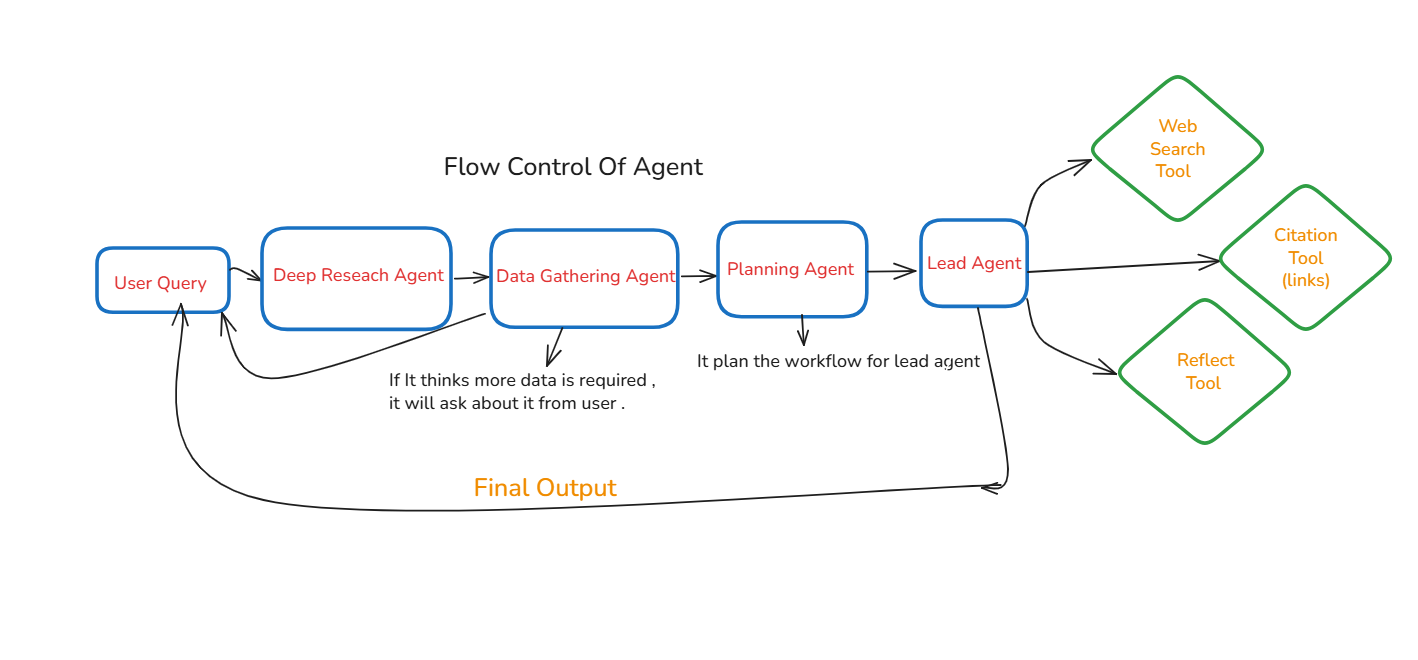 Flow Control Of Agent
User Query
Deep Reseach Agent
Data Gathering Agent
Planning Agent
Lead Agent
Web
Search
Tool
Citation
Tool
(links)
Reflect
Tool
It plan the workflow for lead agent
If It thinks more data is required ,
it will ask about it from user .
Final Output